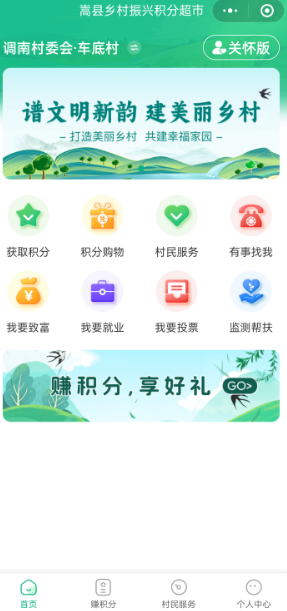 嵩县乡村振兴积分超市
调南村委会·车底村
关怀版
谱文明新韵 建美丽乡村
- 打造美丽乡村 共建幸福家园 -
获取积分 积分购物 村民服务 有事找我
我要致富 我要就业 我要投票 监测帮扶
赚积分,享好礼 GO>
首页 赚积分 村民服务 个人中心